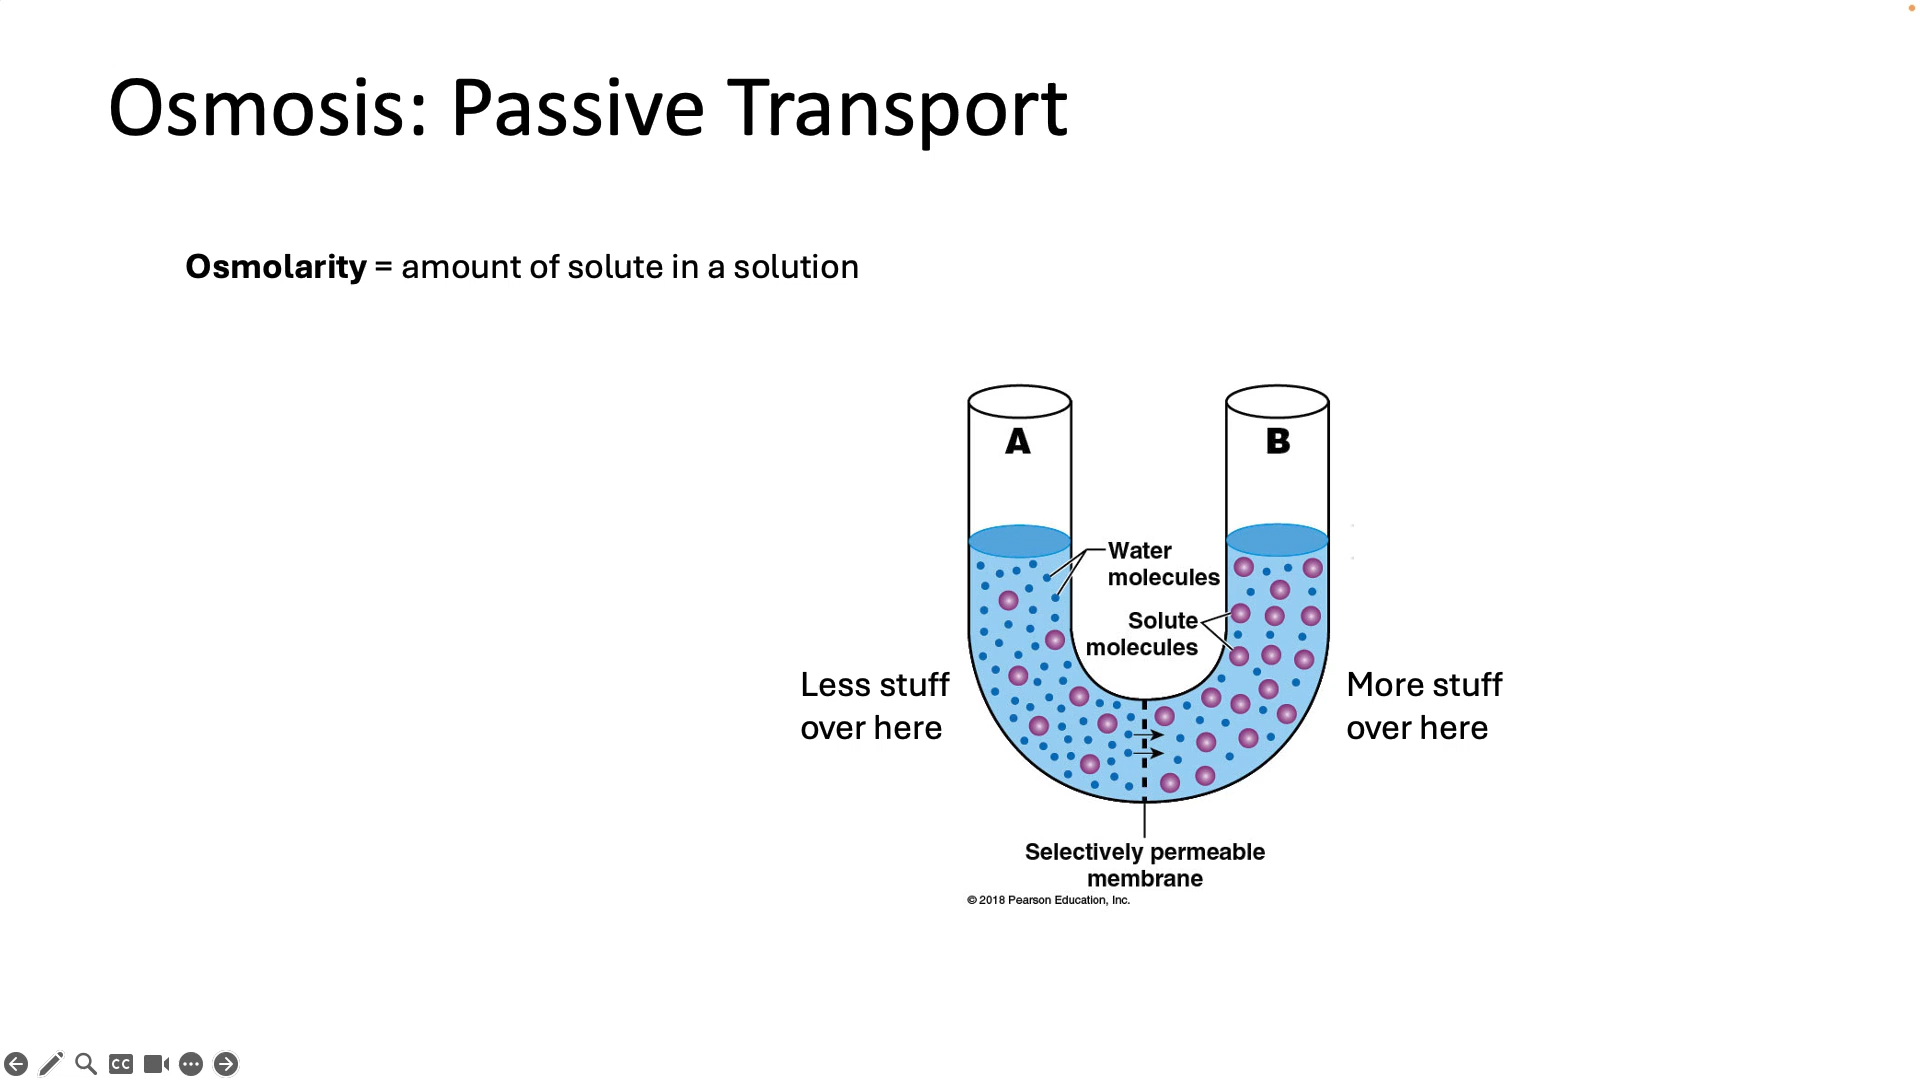 Osmosis: Passive Transport
Osmolarity = amount of solute in a solution
A
B
Water
molecules
Solute
molecules
Less stuff
over here
More stuff
over here
Selectively permeable
membrane
© 2018 Pearson Education, Inc.
CC